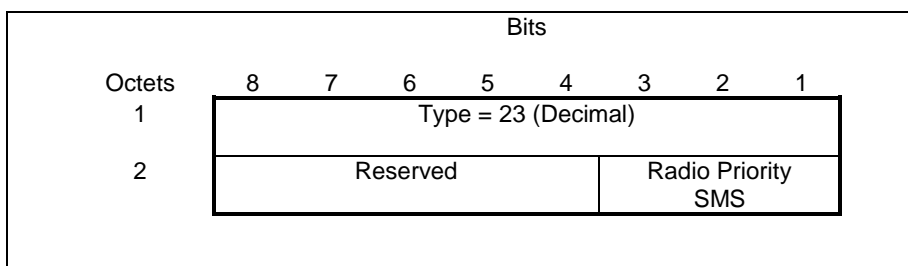 Bits
Octets 8 7 6 5 4 3 2 1
1 Type = 23 (Decimal)
2 Reserved Radio Priority
SMS